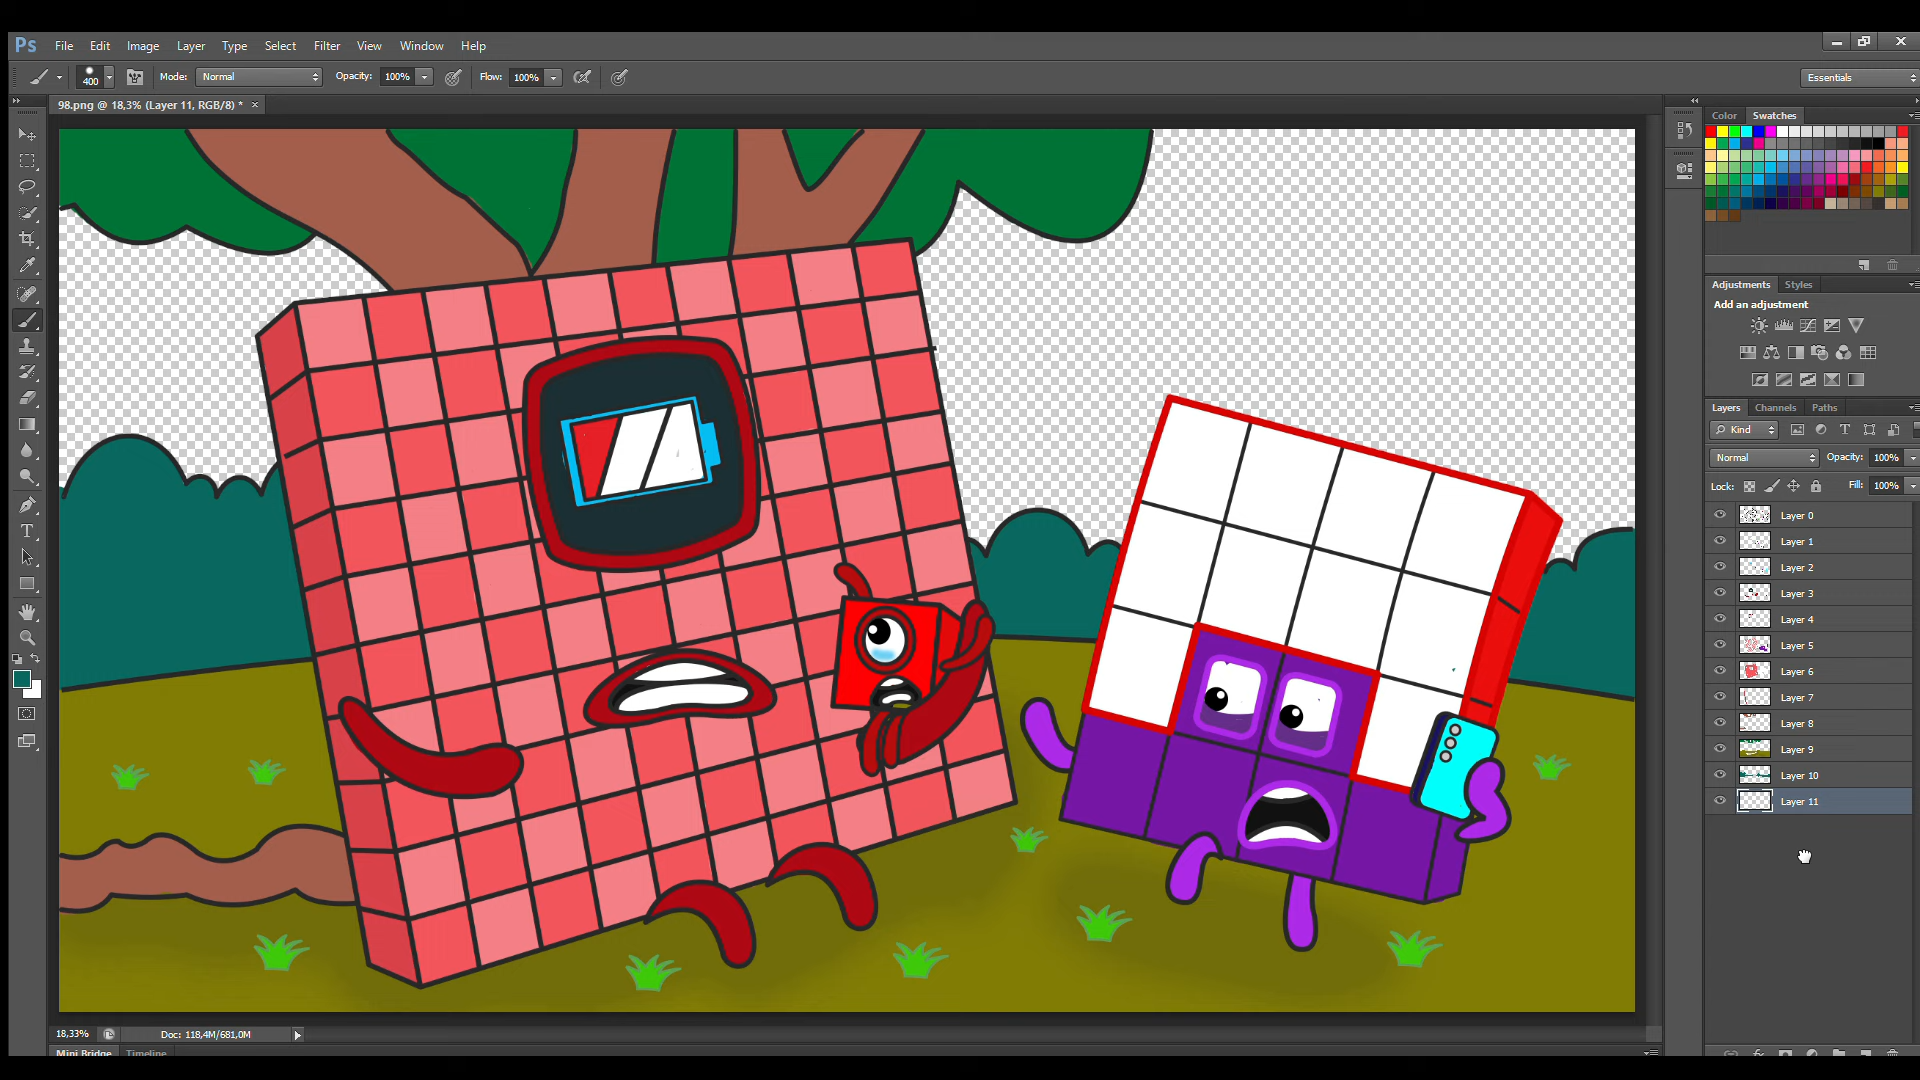 Ps File Edit Image Layer Type Select Filter View Window Help
400 Mode: Normal Opacity: 100% Flow: 100% Essentials
98.png @ 18,3% (Layer 11, RGB/8) * ×
Color Swatches
Adjustments Styles
Add an adjustment
Layers Channels Paths
Kind T
Normal Opacity: 100%
Lock: Fill: 100%
Layer 0
Layer 1
Layer 2
Layer 3
Layer 4
Layer 5
Layer 6
Layer 7
Layer 8
Layer 9
Layer 10
Layer 11
18,33% Doc: 118,4M/681,0M
Mini Bridge Timeline